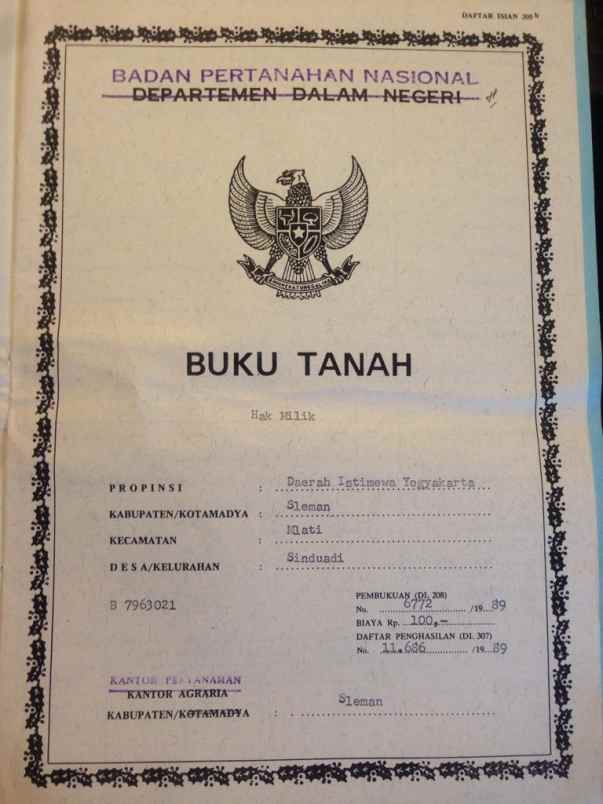 DAFTAR ISIAN 205 b
BADAN PERTANAHAN NASIONAL
DEPARTEMEN DALAM NEGERI
BHINNEKA TUNGGAL IKA
BUKU TANAH
Hak Milik
PROPINSI : Daerah Istimewa Yogyakarta
KABUPATEN/KOTAMADYA : Sleman
KECAMATAN : Mlati
DESA/KELURAHAN : Sinduadi
B 7963021
PEMBUKUAN (DI. 208)
No. 6772 /19 89
BIAYA Rp. 100,-
DAFTAR PENGHASILAN (DI. 307)
No. 11.686 /19 89
KANTOR PERTANAHAN
KANTOR AGRARIA
KABUPATEN/KOTAMADYA : Sleman